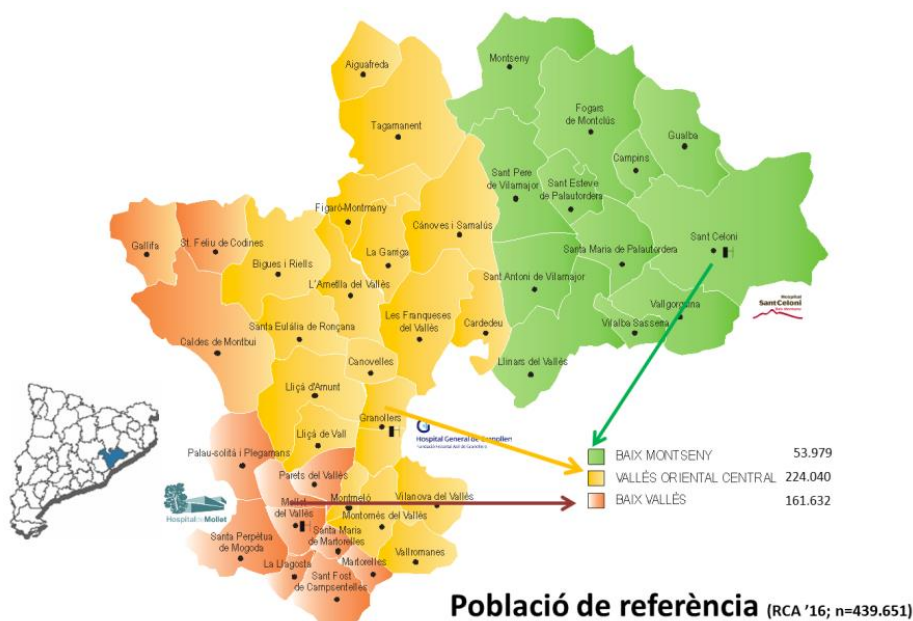 Montseny
Aiguafreda
Fogars
de Montclús
Tagamanent
Gualba
Campins
Sant Pere
de Vilamajor
Sant Esteve
de Palautordera
Figaró-Montmany
Cànoves i Samalús
Gallifa
St. Feliu de Codines
La Garriga
Santa Maria de Palautordera
Sant Celoni
Bigues i Riells
L'Ametlla del Vallès
Sant Antoni de Vilamajor
Vallgorguina
Hospital
Sant Celoni
Les Franqueses
del Vallès
Cardedeu
Vilalba Sasserra
Santa Eulàlia de Ronçana
Caldes de Montbui
Canovelles
Llinars del Vallès
Lliçà d'Amunt
Granollers
Hospital General de Granollers
Lliçà de Vall
Palau-solità i Plegamans
BAIX MONTSENY 53.979
Parets del Vallès
VALLÉS ORIENTAL CENTRAL 224.040
Mollet
del Vallès
Montmeló
Vilanova del Vallès
BAIX VALLÈS 161.632
Hospital de Mollet
Montornès del Vallès
Santa Perpètua
de Mogoda
Santa Maria
de Martorelles
Vallromanes
La Llagosta
Martorelles
Sant Fost
de Campsentelles
Població de referència (RCA '16; n=439.651)